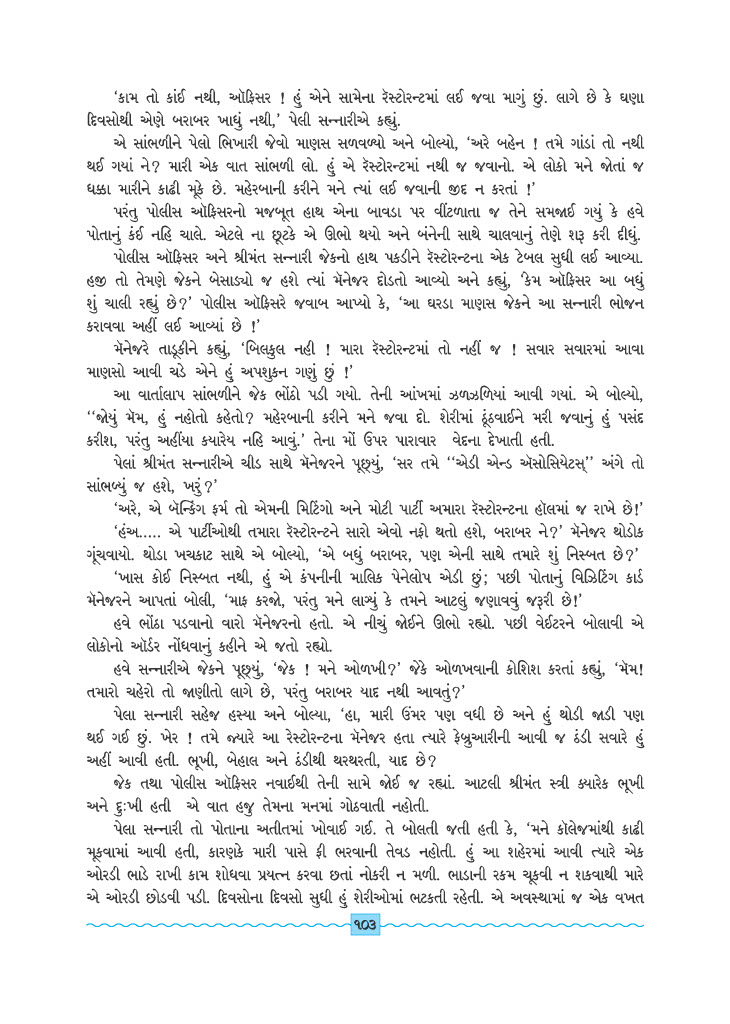 ‘કામ તો કાંઈ નથી, ઑફિસર ! હું એને સામેના રૅસ્ટોરન્ટમાં લઈ જવા માગું છું. લાગે છે કે ઘણા
દિવસોથી એણે બરાબર ખાધું નથી,’ પેલી સન્નારીએ કહ્યું.
એ સાંભળીને પેલો ભિખારી જેવો માણસ સળવળ્યો અને બોલ્યો, ‘અરે બહેન ! તમે ગાંડાં તો નથી
થઈ ગયાં ને? મારી એક વાત સાંભળી લો. હું એ રૅસ્ટોરન્ટમાં નથી જ જવાનો. એ લોકો મને જોતાં જ
ધક્કા મારીને કાઢી મૂકે છે. મહેરબાની કરીને મને ત્યાં લઈ જવાની જીદ ન કરતાં !’
પરંતુ પોલીસ ઑફિસરનો મજબૂત હાથ એના બાવડા પર વીંટળાતા જ તેને સમજાઈ ગયું કે હવે
પોતાનું કંઈ નહિ ચાલે. એટલે ના છૂટકે એ ઊભો થયો અને બંનેની સાથે ચાલવાનું તેણે શરૂ કરી દીધું.
પોલીસ ઑફિસર અને શ્રીમંત સન્નારી જેકનો હાથ પકડીને રૅસ્ટોરન્ટના એક ટેબલ સુધી લઈ આવ્યા.
હજી તો તેમણે જેકને બેસાડ્યો જ હશે ત્યાં મૅનેજર દોડતો આવ્યો અને કહ્યું, ‘કેમ ઑફિસર આ બધું
શું ચાલી રહ્યું છે?’ પોલીસ ઑફિસરે જવાબ આપ્યો કે, ‘આ ઘરડા માણસ જેકને આ સન્નારી ભોજન
કરાવવા અહીં લઈ આવ્યાં છે !’
મૅનેજરે તાડૂકીને કહ્યું, ‘બિલકુલ નહી ! મારા રૅસ્ટોરન્ટમાં તો નહીં જ ! સવાર સવારમાં આવા
માણસો આવી ચડે એને હું અપશુકન ગણું છું !’
આ વાર્તાલાપ સાંભળીને જેક ભોંઠો પડી ગયો. તેની આંખમાં ઝળઝળિયાં આવી ગયાં. એ બોલ્યો,
‘‘જોયું મૅમ, હું નહોતો કહેતો? મહેરબાની કરીને મને જવા દો. શેરીમાં ઠૂંઠવાઈને મરી જવાનું હું પસંદ
કરીશ, પરંતુ અહીંયા કયારેય નહિ આવું.’ તેના મોં ઉપર પારાવાર વેદના દેખાતી હતી.
પેલાં શ્રીમંત સન્નારીએ ચીડ સાથે મૅનેજરને પૂછ્યું, ‘સર તમે ‘‘એડી એન્ડ ઍસોસિયેટસ્’’ અંગે તો
સાંભળ્યું જ હશે, ખરું?’
‘અરે, એ બૅન્કિંગ ફર્મ તો એમની મિટિંગો અને મોટી પાર્ટી અમારા રૅસ્ટોરન્ટના હૉલમાં જ રાખે છે!’
‘હંઅ..... એ પાર્ટીઓથી તમારા રૅસ્ટોરન્ટને સારો એવો નફો થતો હશે, બરાબર ને?’ મૅનેજર થોડોક
ગૂંચવાયો. થોડા ખચકાટ સાથે એ બોલ્યો, ‘એ બધું બરાબર, પણ એની સાથે તમારે શું નિસ્બત છે?’
‘ખાસ કોઈ નિસ્બત નથી, હું એ કંપનીની માલિક પેનેલોપ એડી છું; પછી પોતાનું વિઝિટિંગ કાર્ડ
મૅનેજરને આપતાં બોલી, ‘માફ કરજો, પરંતુ મને લાગ્યું કે તમને આટલું જણાવવું જરૂરી છે!’
હવે ભોંઠા પડવાનો વારો મૅનેજરનો હતો. એ નીચું જોઈને ઊભો રહ્યો. પછી વેઈટરને બોલાવી એ
લોકોનો ઑર્ડર નોંધવાનું કહીને એ જતો રહ્યો.
હવે સન્નારીએ જેકને પૂછ્યું, ‘જેક ! મને ઓળખી?’ જેકે ઓળખવાની કોશિશ કરતાં કહ્યું, ‘મૅમ!
તમારો ચહેરો તો જાણીતો લાગે છે, પરંતુ બરાબર યાદ નથી આવતું?’
પેલા સન્નારી સહેજ હસ્યા અને બોલ્યા, ‘હા, મારી ઉંમર પણ વધી છે અને હું થોડી જાડી પણ
થઈ ગઈ છું. ખેર ! તમે જ્યારે આ રેસ્ટોરન્ટના મૅનેજર હતા ત્યારે ફેબ્રુઆરીની આવી જ ઠંડી સવારે હું
અહીં આવી હતી. ભૂખી, બેહાલ અને ઠંડીથી થરથરતી, યાદ છે?
જેક તથા પોલીસ ઑફિસર નવાઈથી તેની સામે જોઈ જ રહ્યાં. આટલી શ્રીમંત સ્ત્રી ક્યારેક ભૂખી
અને દુઃખી હતી એ વાત હજુ તેમના મનમાં ગોઠવાતી નહોતી.
પેલા સન્નારી તો પોતાના અતીતમાં ખોવાઈ ગઈ. તે બોલતી જતી હતી કે, ‘મને કૉલેજમાંથી કાઢી
મૂકવામાં આવી હતી, કારણકે મારી પાસે ફી ભરવાની તેવડ નહોતી. હું આ શહેરમાં આવી ત્યારે એક
ઓરડી ભાડે રાખી કામ શોધવા પ્રયત્ન કરવા છતાં નોકરી ન મળી. ભાડાની રકમ ચૂકવી ન શકવાથી મારે
એ ઓરડી છોડવી પડી. દિવસોના દિવસો સુધી હું શેરીઓમાં ભટકતી રહેતી. એ અવસ્થામાં જ એક વખત
૧૦૩